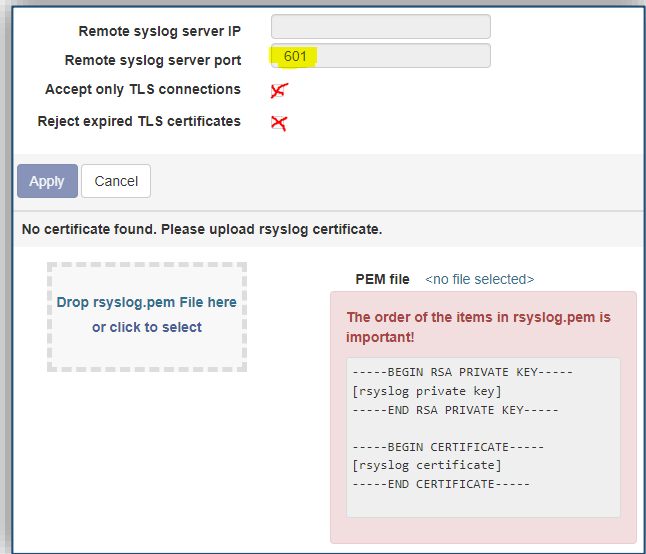 Remote syslog server IP
Remote syslog server port 601
Accept only TLS connections
Reject expired TLS certificates
Apply Cancel
No certificate found. Please upload rsyslog certificate.
Drop rsyslog.pem File here
or click to select
PEM file <no file selected>
The order of the items in rsyslog.pem is
important!
-----BEGIN RSA PRIVATE KEY-----
[rsyslog private key]
-----END RSA PRIVATE KEY-----
-----BEGIN CERTIFICATE-----
[rsyslog certificate]
-----END CERTIFICATE-----